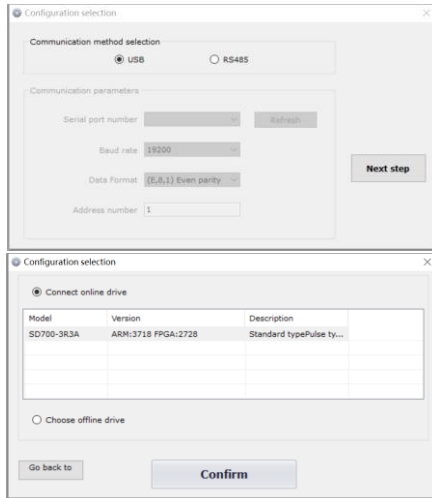 Configuration selection
Communication method selection
USB RS485
Communication parameters
Serial port number Refresh
Baud rate 19200
Data Format (E,8,1) Even parity
Next step
Address number 1
Configuration selection
Connect online drive
Model Version Description
SD700-3R3A ARM:3718 FPGA:2728 Standard typePulse ty...
Choose offline drive
Go back to Confirm